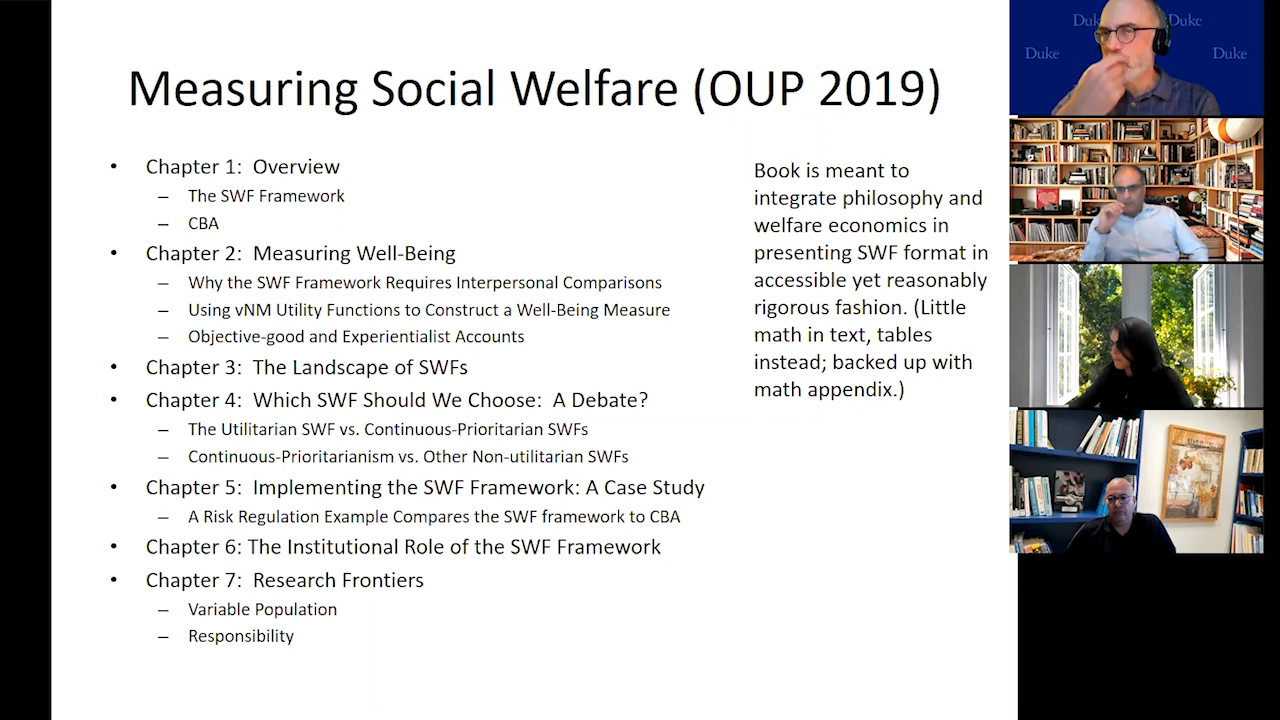 Measuring Social Welfare (OUP 2019)
• Chapter 1: Overview
– The SWF Framework
– CBA
• Chapter 2: Measuring Well-Being
– Why the SWF Framework Requires Interpersonal Comparisons
– Using vNM Utility Functions to Construct a Well-Being Measure
– Objective-good and Experientialist Accounts
• Chapter 3: The Landscape of SWFs
• Chapter 4: Which SWF Should We Choose: A Debate?
– The Utilitarian SWF vs. Continuous-Prioritarian SWFs
– Continuous-Prioritarianism vs. Other Non-utilitarian SWFs
• Chapter 5: Implementing the SWF Framework: A Case Study
– A Risk Regulation Example Compares the SWF framework to CBA
• Chapter 6: The Institutional Role of the SWF Framework
• Chapter 7: Research Frontiers
– Variable Population
– Responsibility
Book is meant to
integrate philosophy and
welfare economics in
presenting SWF format in
accessible yet reasonably
rigorous fashion. (Little
math in text, tables
instead; backed up with
math appendix.)
Duke
Duke
Duke